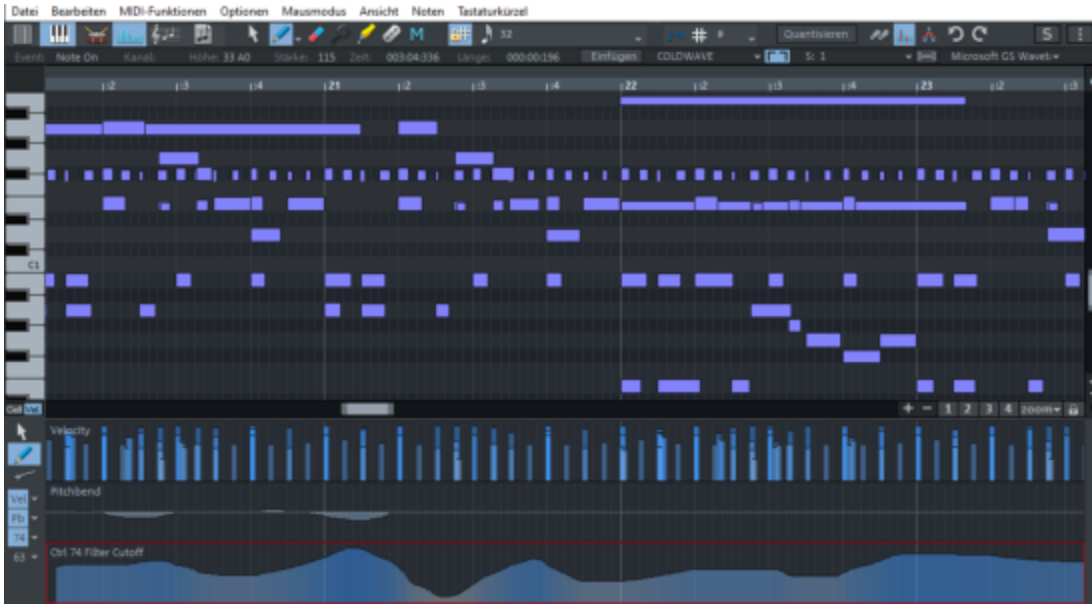 Datei Bearbeiten MIDI-Funktionen Optionen Mausmodus Ansicht Noten Tastaturkürzel
M 32 # Quantisieren S
Event: Note On Kanal: Höhe: 33 A0 Stärke: 115 Zeit: 003:04:336 Länge: 000:00:196 Einfügen COLDWAVE S: 1 Microsoft GS Wavet
|2 |3 |4 21 |2 |3 |4 22 |2 |3 |4 23 |2 |3
C1
Vel + - 1 2 3 4 zoom
Velocity
Pitchbend
Vel
Pb
74
63
Ctrl 74 Filter Cutoff